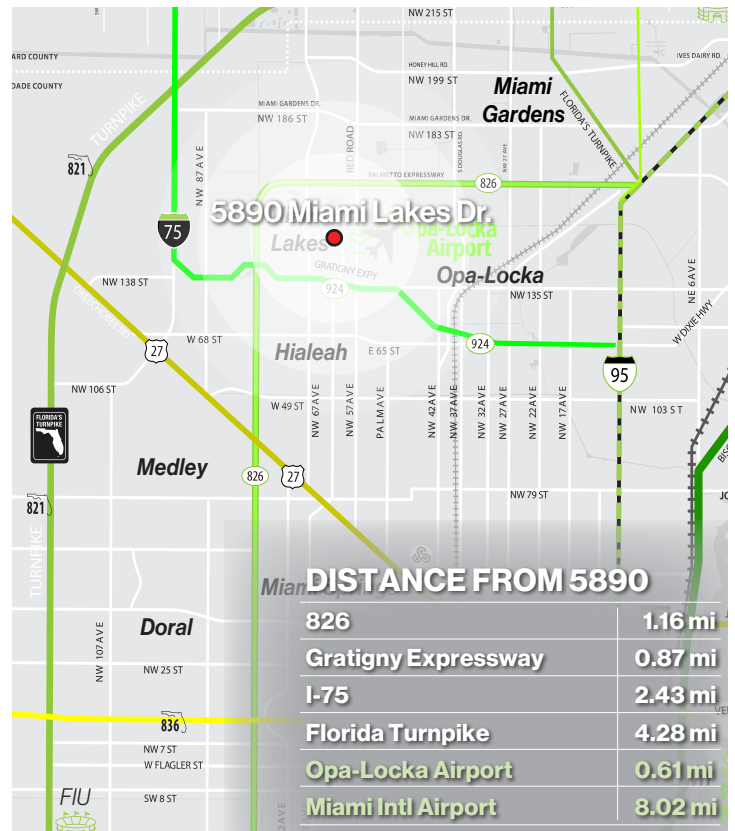 NW 215 ST
IVES DAIRY RD.
ARD COUNTY
HONEY HILL RD.
NW 199 ST
DADE COUNTY
Miami
Gardens
TURNPIKE
FLORIDA'S TURNPIKE
MIAMI GARDENS DR.
NW 186 ST
MIAMI GARDENS DR.
NW 183 ST
RED ROAD
S DOUGLAS RD.
NW 27 AVE
NW 87 AVE
821
PALMETTO EXPRESSWAY
826
5890 Miami Lakes Dr.
75
Lakes
Opa-Locka
Airport
GRATIGNY EXPY
Opa-Locka
NW 138 ST
924
NW 135 ST
NE 6 AVE
W DIXIE HWY
OKEECHOBEE RD
27
W 68 ST
Hialeah
E 65 ST
924
95
NW 106 ST
W 49 ST
NW 67 AVE
NW 57 AVE
PALM AVE
NW 42 AVE
NW 37 AVE
NW 32 AVE
NW 27 AVE
NW 22 AVE
NW 17 AVE
NW 103 ST
FLORIDA'S
TURNPIKE
Medley
826
27
821
NW 79 ST
TURNPIKE
DISTANCE FROM 5890
826 1.16 mi
Gratigny Expressway 0.87 mi
I-75 2.43 mi
Florida Turnpike 4.28 mi
Opa-Locka Airport 0.61 mi
Miami Intl Airport 8.02 mi
Doral
NW 107 AVE
NW 25 ST
836
NW 7 ST
W FLAGLER ST
FIU
SW 8 ST